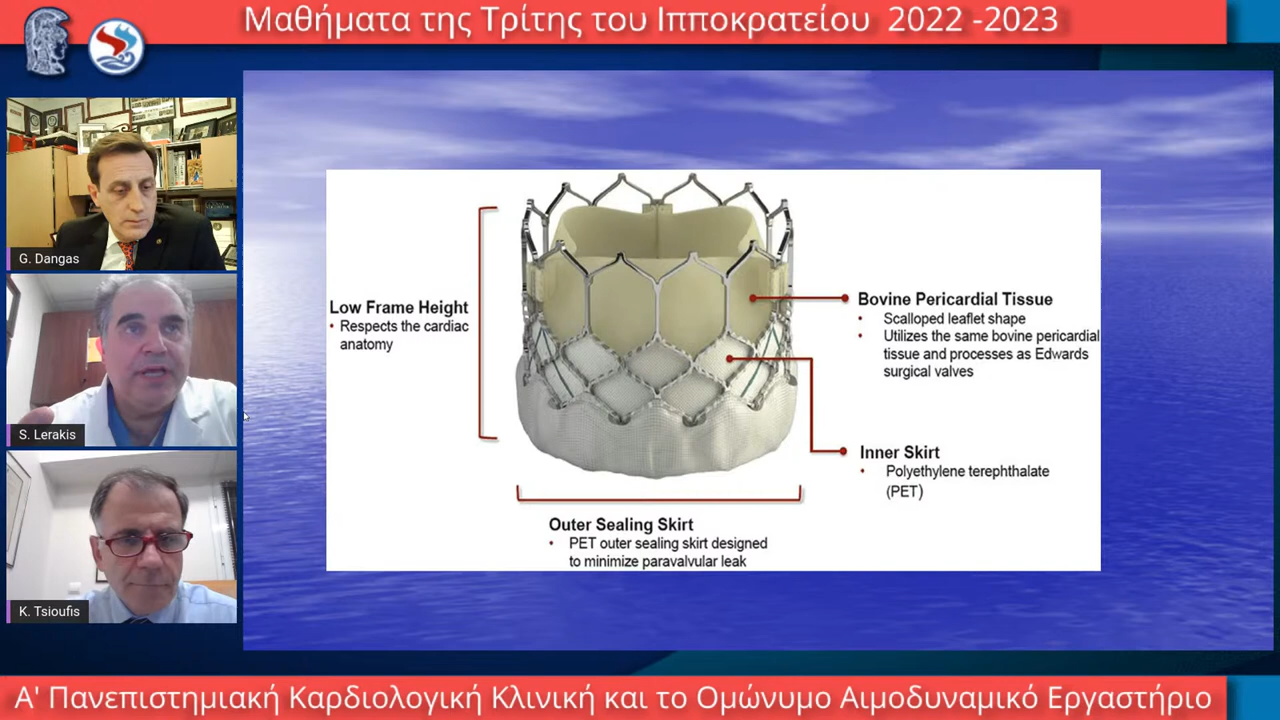 Μαθήματα της Τρίτης του Ιπποκρατείου 2022 -2023
G. Dangas
S. Lerakis
K. Tsioufis
Low Frame Height
• Respects the cardiac
anatomy
Bovine Pericardial Tissue
• Scalloped leaflet shape
• Utilizes the same bovine pericardial
tissue and processes as Edwards
surgical valves
Inner Skirt
• Polyethylene terephthalate
(PET)
Outer Sealing Skirt
• PET outer sealing skirt designed
to minimize paravalvular leak
Α' Πανεπιστημιακή Καρδιολογική Κλινική και το Ομώνυμο Αιμοδυναμικό Εργαστήριο